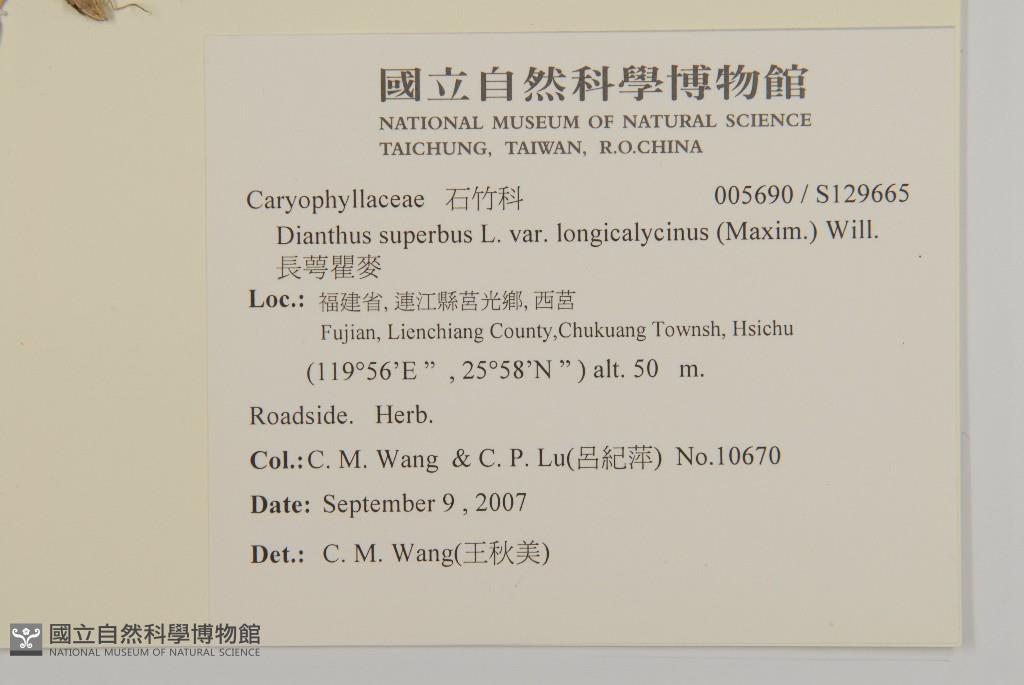 國立自然科學博物館
NATIONAL MUSEUM OF NATURAL SCIENCE
TAICHUNG, TAIWAN, R.O.CHINA
Caryophyllaceae 石竹科 005690 / S129665
Dianthus superbus L. var. longicalycinus (Maxim.) Will.
長萼瞿麥
Loc.: 福建省, 連江縣莒光鄉, 西莒
Fujian, Lienchiang County,Chukuang Townsh, Hsichu
(119°56’E ” , 25°58’N ” ) alt. 50 m.
Roadside. Herb.
Col.: C. M. Wang & C. P. Lu(呂紀萍) No.10670
Date: September 9 , 2007
Det.: C. M. Wang(王秋美)
國立自然科學博物館
NATIONAL MUSEUM OF NATURAL SCIENCE